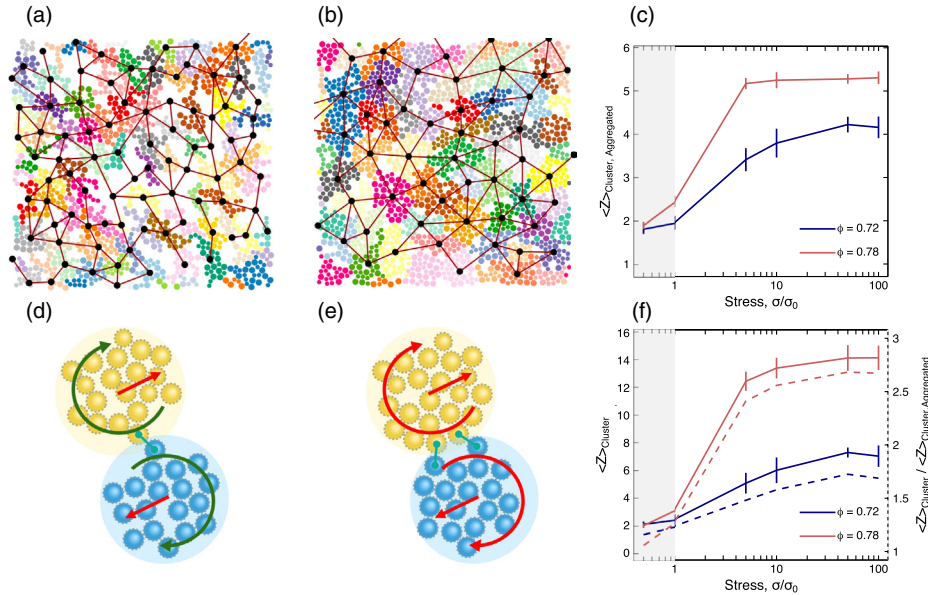 (a)
(b)
(c)
6
5
4
3
2
1
<Z>Cluster, Aggregated
φ = 0.72
φ = 0.78
1
10
100
Stress, σ/σ0
(d)
(e)
(f)
16
14
12
10
8
6
4
2
0
<Z>Cluster
3
2.5
2
1.5
1
<Z>Cluster / <Z>Cluster Aggregated
φ = 0.72
φ = 0.78
1
10
100
Stress, σ/σ0